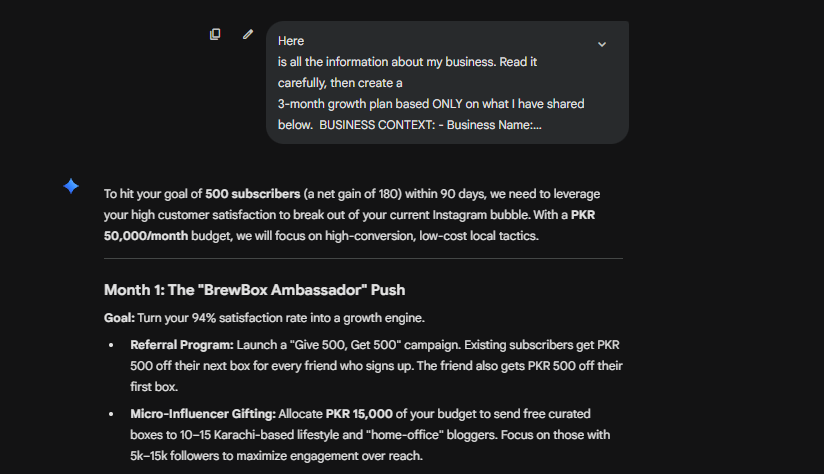 Here
is all the information about my business. Read it
carefully, then create a
3-month growth plan based ONLY on what I have shared
below.  BUSINESS CONTEXT: - Business Name:...
To hit your goal of 500 subscribers (a net gain of 180) within 90 days, we need to leverage
your high customer satisfaction to break out of your current Instagram bubble. With a PKR
50,000/month budget, we will focus on high-conversion, low-cost local tactics.
Month 1: The "BrewBox Ambassador" Push
Goal: Turn your 94% satisfaction rate into a growth engine.
• Referral Program: Launch a "Give 500, Get 500" campaign. Existing subscribers get PKR
500 off their next box for every friend who signs up. The friend also gets PKR 500 off their
first box.
• Micro-Influencer Gifting: Allocate PKR 15,000 of your budget to send free curated
boxes to 10–15 Karachi-based lifestyle and "home-office" bloggers. Focus on those with
5k–15k followers to maximize engagement over reach.